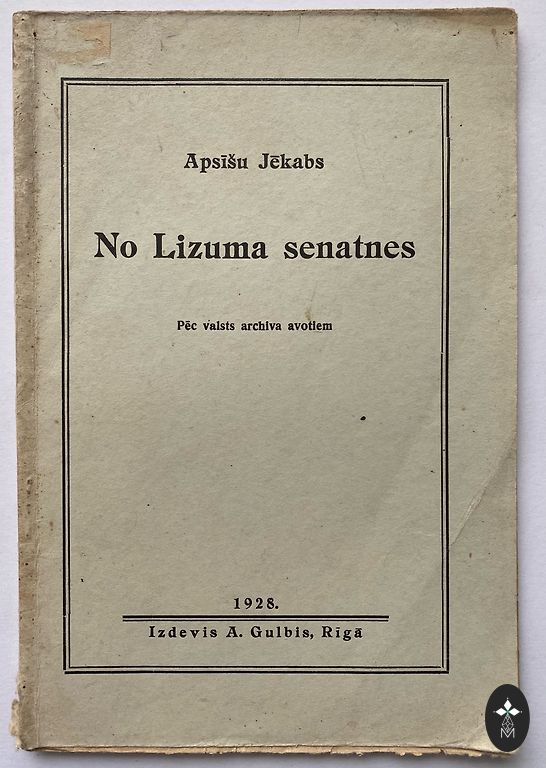 Apsīšu Jēkabs
No Lizuma senatnes
Pēc valsts archiva avotiem
1928.
Izdevis A. Gulbis, Rīgā